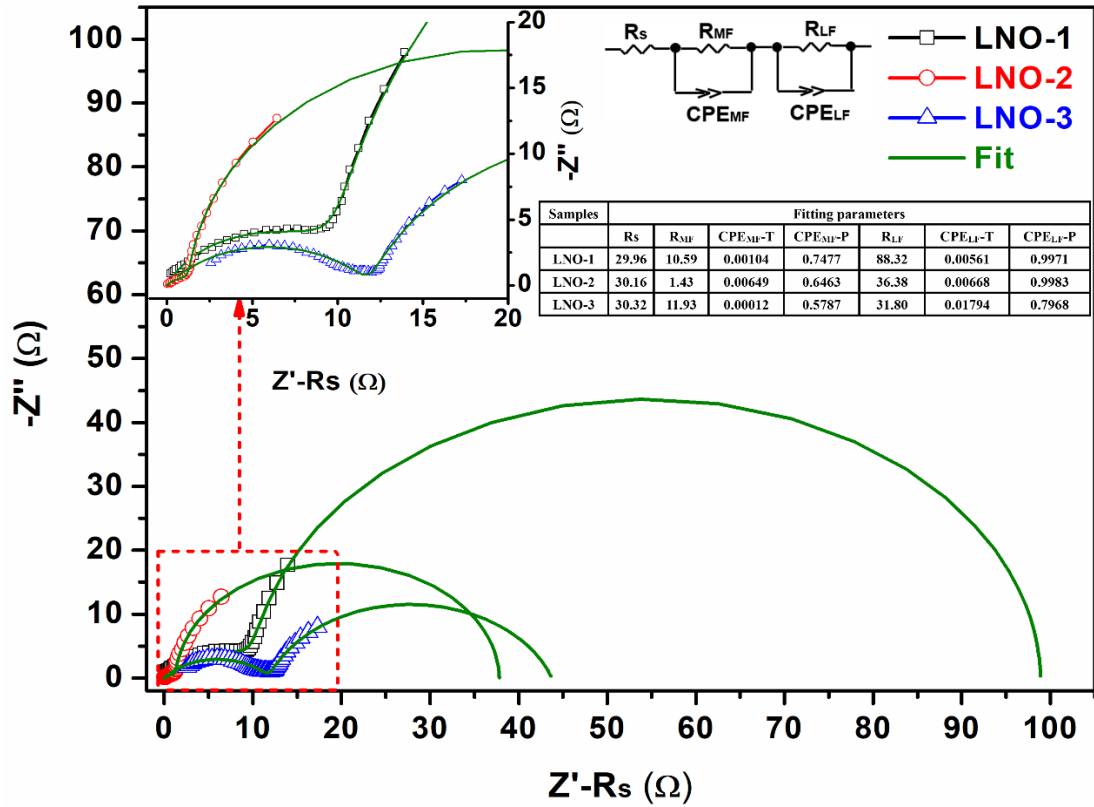 105
100
90
80
70
60
50
40
30
20
10
0
-Z'' (Ω)
0 10 20 30 40 50 60 70 80 90 100
Z'-Rs (Ω)
20
15
10
5
0
-Z'' (Ω)
0 5 10 15 20
Z'-Rs (Ω)
Rs RMF RLF
CPEMF CPELF
LNO-1
LNO-2
LNO-3
Fit
Samples Fitting parameters
Rs RMF CPEMF-T CPEMF-P RLF CPELF-T CPELF-P
LNO-1 29.96 10.59 0.00104 0.7477 88.32 0.00561 0.9971
LNO-2 30.16 1.43 0.00649 0.6463 36.38 0.00668 0.9983
LNO-3 30.32 11.93 0.00012 0.5787 31.80 0.01794 0.7968